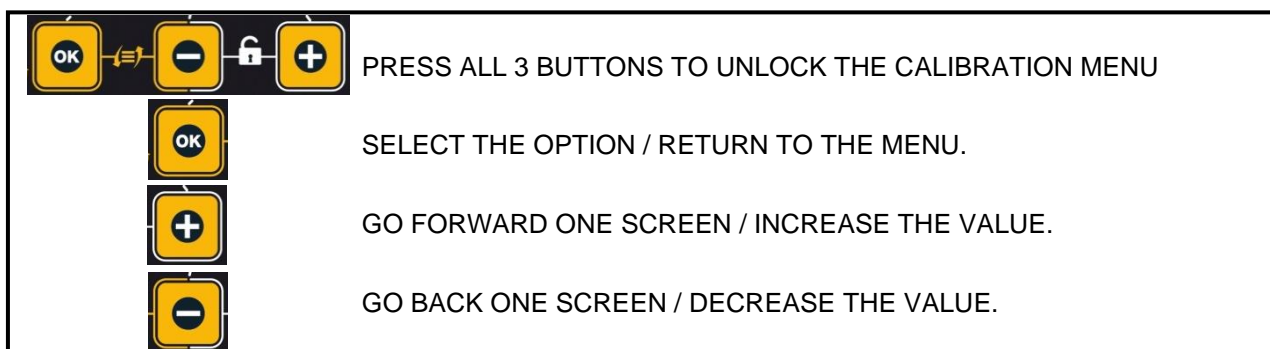 OK PRESS ALL 3 BUTTONS TO UNLOCK THE CALIBRATION MENU
OK SELECT THE OPTION / RETURN TO THE MENU.
GO FORWARD ONE SCREEN / INCREASE THE VALUE.
GO BACK ONE SCREEN / DECREASE THE VALUE.